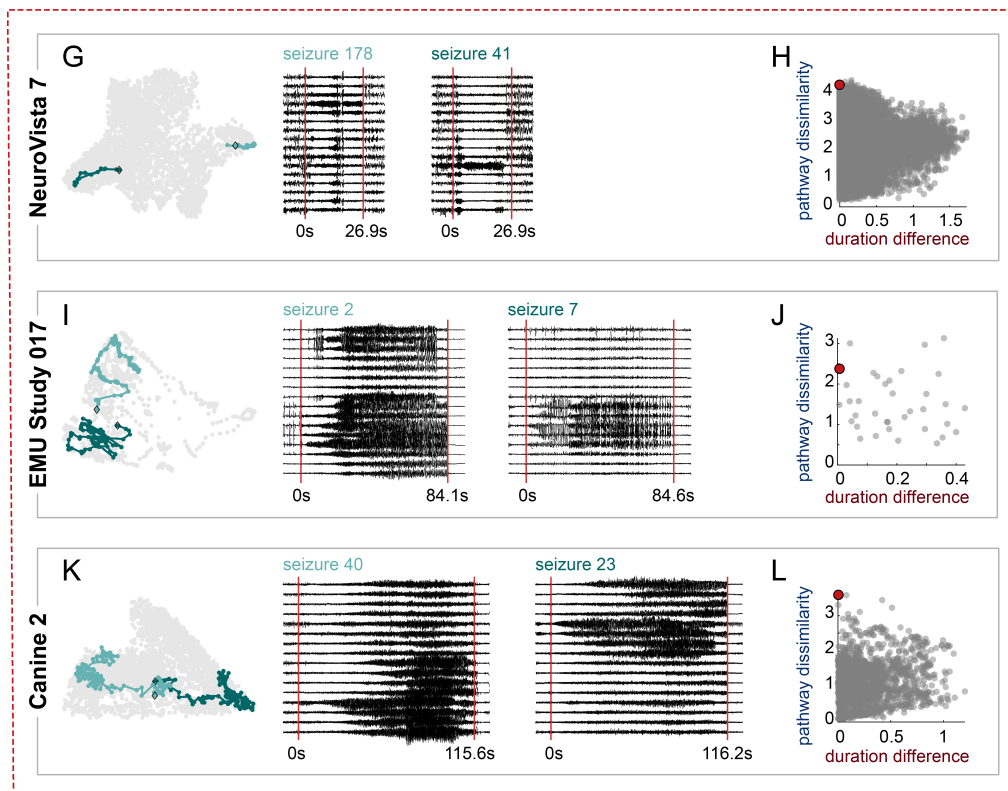 NeuroVista 7
G
seizure 178
seizure 41
0s
26.9s
0s
26.9s
H
pathway dissimilarity
4
3
2
1
0
0
0.5
1
1.5
duration difference
EMU Study 017
I
seizure 2
seizure 7
0s
84.1s
0s
84.6s
J
pathway dissimilarity
3
2
1
0
0
0.2
0.4
duration difference
Canine 2
K
seizure 40
seizure 23
0s
115.6s
0s
116.2s
L
pathway dissimilarity
3
2
1
0
0
0.5
1
duration difference